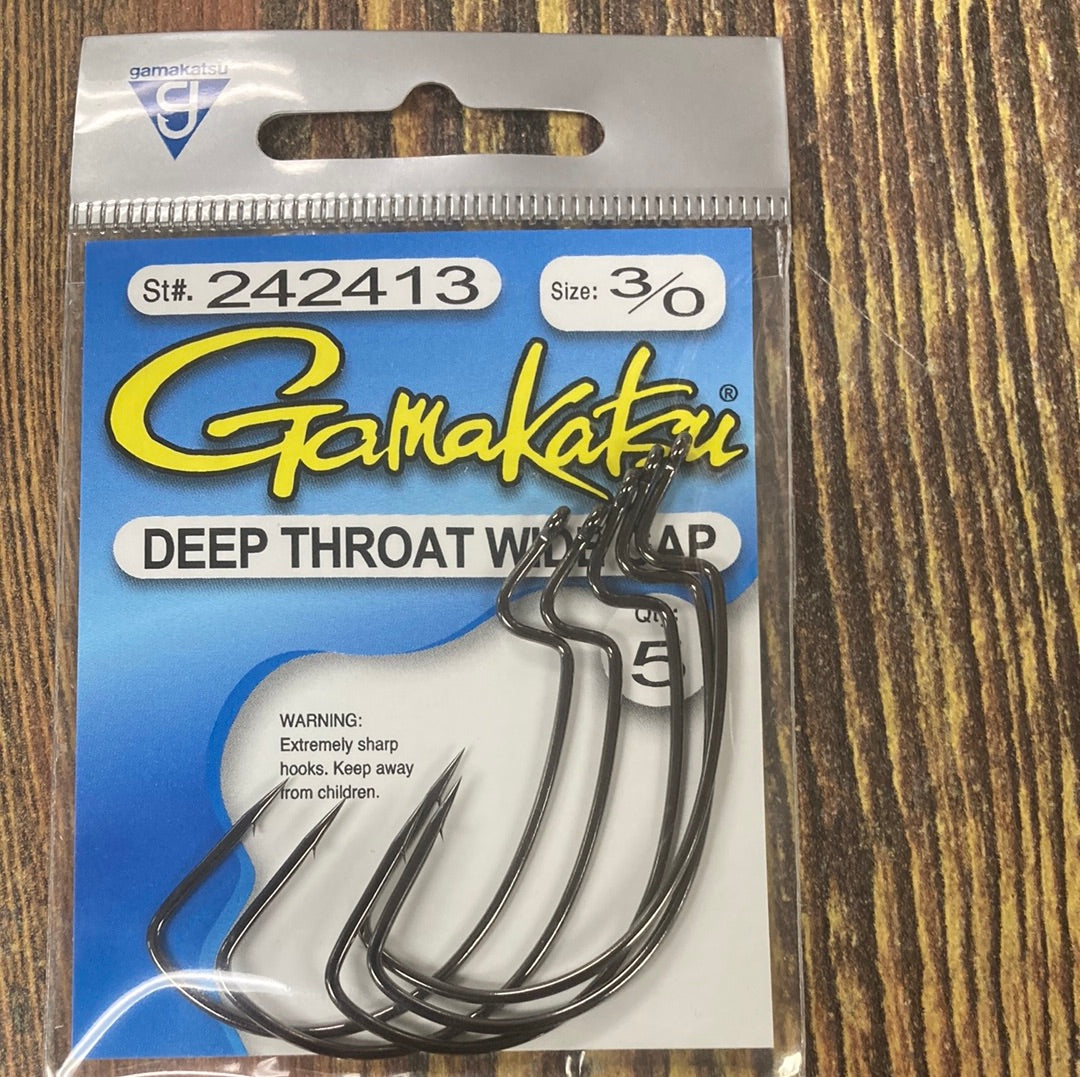 gamakatsu
St#. 242413
Size: 3/0
Gamakatsu®
DEEP THROAT WIDE GAP
Qty:
5
WARNING:
Extremely sharp
hooks. Keep away
from children.